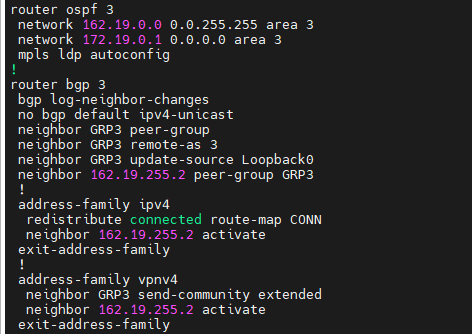 router ospf 3
network 162.19.0.0 0.0.255.255 area 3
network 172.19.0.1 0.0.0.0 area 3
mpls ldp autoconfig
!
router bgp 3
bgp log-neighbor-changes
no bgp default ipv4-unicast
neighbor GRP3 peer-group
neighbor GRP3 remote-as 3
neighbor GRP3 update-source Loopback0
neighbor 162.19.255.2 peer-group GRP3
!
address-family ipv4
redistribute connected route-map CONN
neighbor 162.19.255.2 activate
exit-address-family
!
address-family vpnv4
neighbor GRP3 send-community extended
neighbor 162.19.255.2 activate
exit-address-family